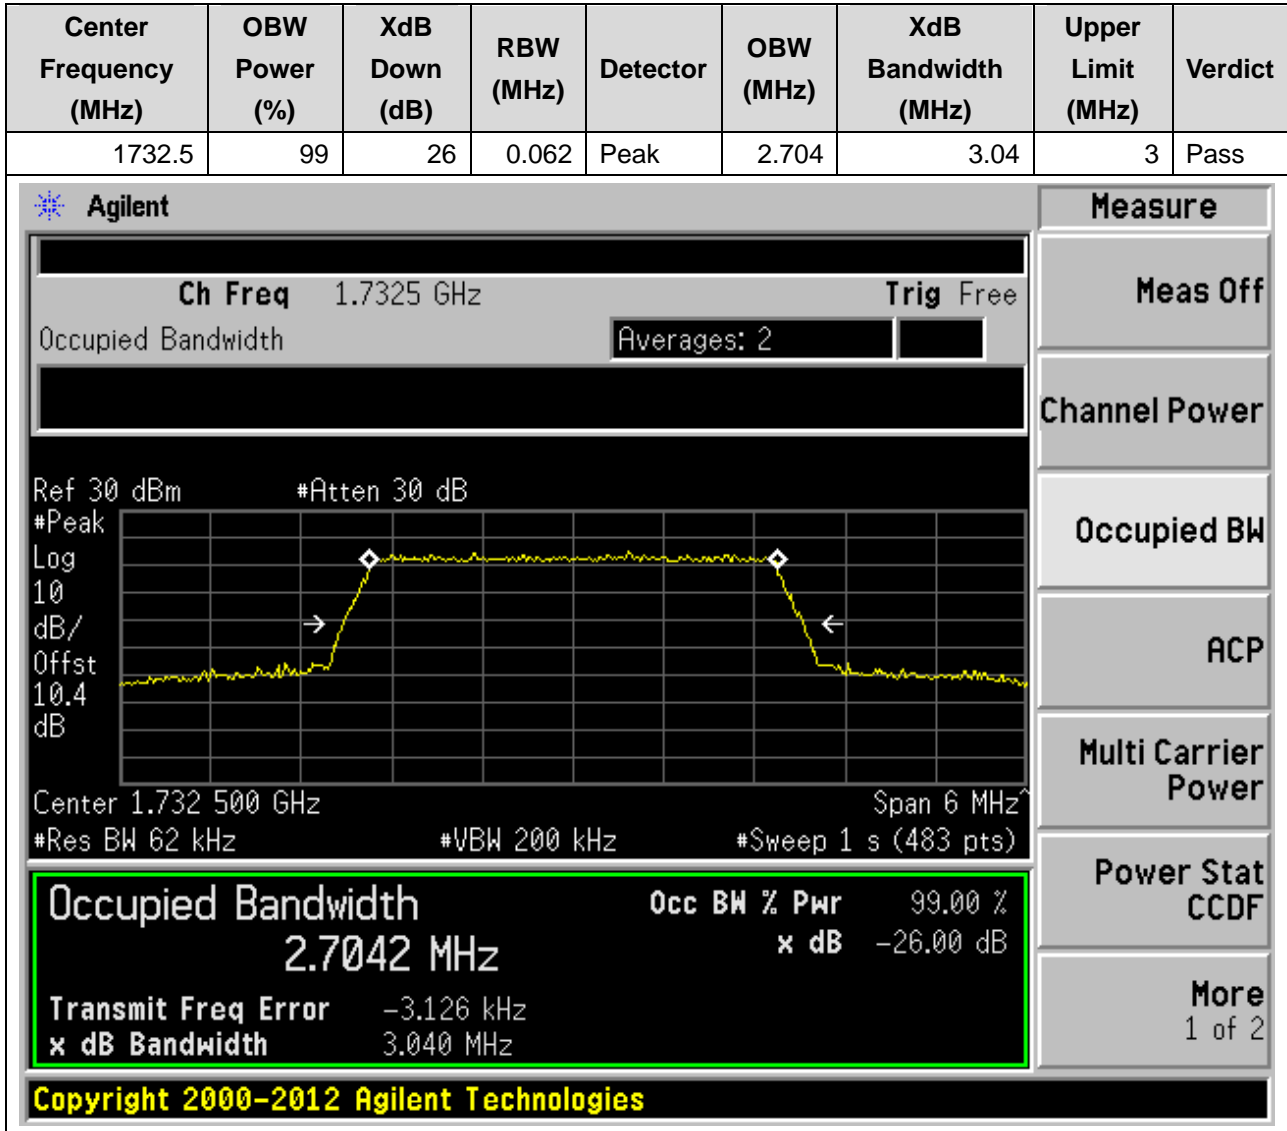 Center Frequency (MHz) OBW Power (%) XdB Down (dB) RBW (MHz) Detector OBW (MHz) XdB Bandwidth (MHz) Upper Limit (MHz) Verdict
1732.5 99 26 0.062 Peak 2.704 3.04 3 Pass
Agilent
Measure
Ch Freq 1.7325 GHz Trig Free
Meas Off
Occupied Bandwidth Averages: 2
Channel Power
Ref 30 dBm #Atten 30 dB
#Peak
Log
10
dB/
Offst
10.4
dB
Occupied BW
ACP
Multi Carrier
Power
Center 1.732 500 GHz Span 6 MHz^
#Res BW 62 kHz #VBW 200 kHz #Sweep 1 s (483 pts)
Power Stat
CCDF
Occupied Bandwidth Occ BW % Pwr 99.00 %
2.7042 MHz x dB -26.00 dB
Transmit Freq Error -3.126 kHz
x dB Bandwidth 3.040 MHz
More
1 of 2
Copyright 2000-2012 Agilent Technologies